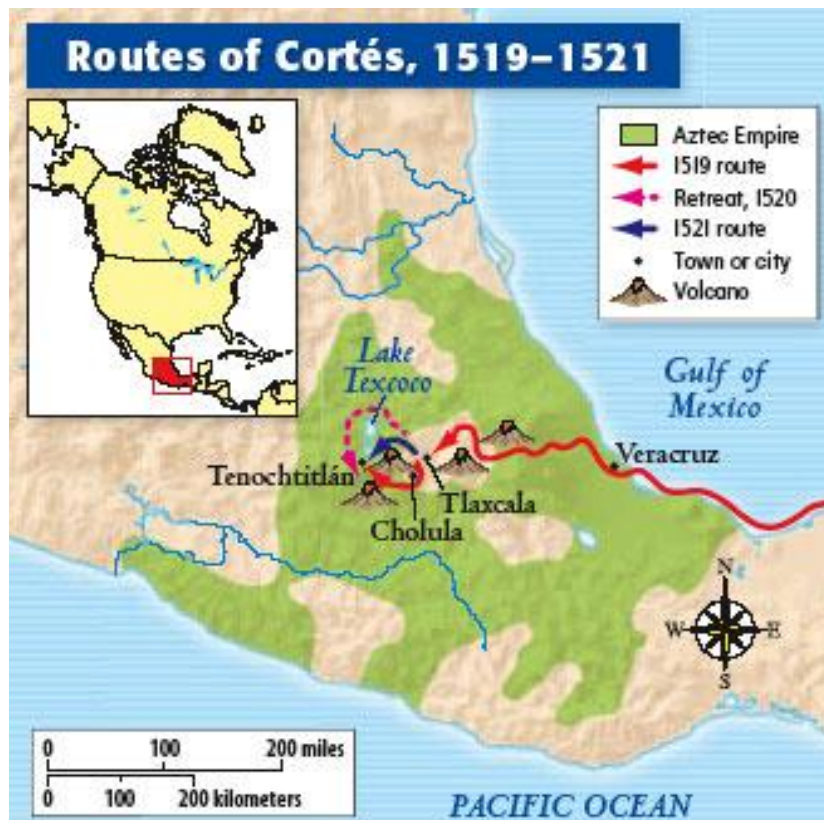 Routes of Cortés, 1519–1521
Aztec Empire
1519 route
Retreat, 1520
1521 route
Town or city
Volcano
Lake
Texcoco
Gulf of
Mexico
Veracruz
Tenochtitlán
Tlaxcala
Cholula
N
W
E
S
0 100 200 miles
0 100 200 kilometers
PACIFIC OCEAN